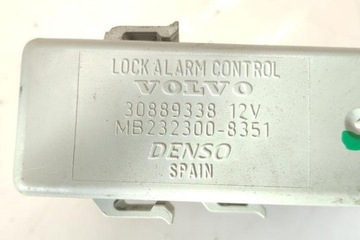 LOCK ALARM CONTROL
VOLVO
30889338 12V
MB232300-8351
DENSO
SPAIN